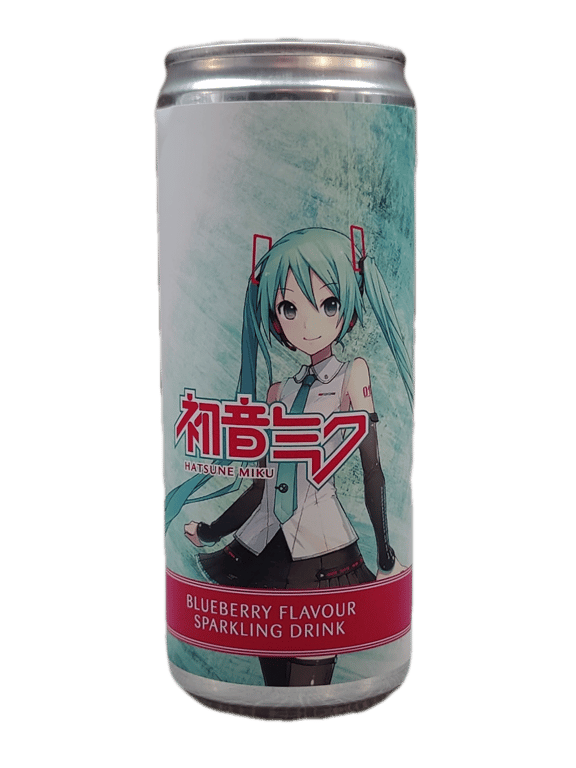 初音ミク
HATSUNE MIKU
BLUEBERRY FLAVOUR
SPARKLING DRINK